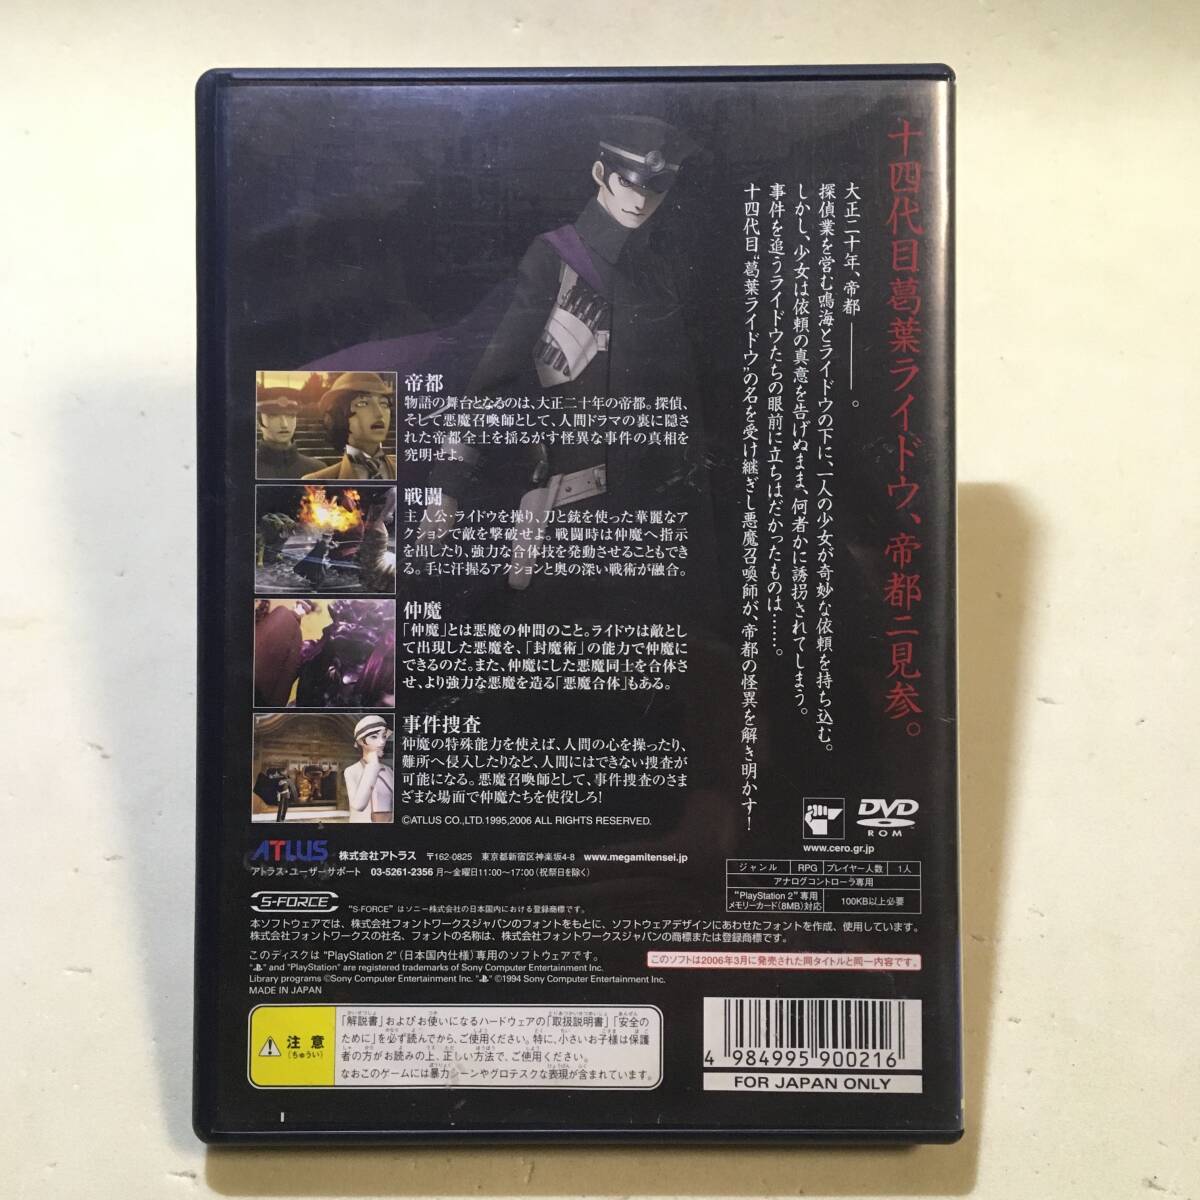 十四代目葛葉ライドウ、帝都ニ見参。
大正二十年、帝都――――。
探偵業を営む鳴海とライドウの下に、一人の少女が奇妙な依頼を持ち込む。
しかし、少女は依頼の真意を告げぬまま、何者かに誘拐されてしまう。
事件を追うライドウたちの眼前に立ちはだかったものは……。
十四代目“葛葉ライドウ”の名を受け継ぎし悪魔召喚師が、帝都の怪異を解き明かす!
帝都
物語の舞台となるのは、大正二十年の帝都。探偵、
そして悪魔召喚師として、人間ドラマの裏に隠さ
れた帝都全土を揺るがす怪異な事件の真相を
究明せよ。
戦闘
主人公・ライドウを操り、刀と銃を使った華麗なア
クションで敵を撃破せよ。戦闘時は仲魔へ指示
を出したり、強力な合体技を発動させることもでき
る。手に汗握るアクションと奥の深い戦術が融合。
仲魔
「仲魔」とは悪魔の仲間のこと。ライドウは敵とし
て出現した悪魔を、「封魔術」の能力で仲魔に
できるのだ。また、仲魔にした悪魔同士を合体さ
せ、より強力な悪魔を造る「悪魔合体」もある。
事件捜査
仲魔の特殊能力を使えば、人間の心を操ったり、
難所へ侵入したりなど、人間にはできない捜査が
可能になる。悪魔召喚師として、事件捜査のさま
ざまな場面で仲魔たちを使役しろ!
©ATLUS CO.,LTD.1995,2006 ALL RIGHTS RESERVED.
ATLUS 株式会社アトラス 〒162-0825 東京都新宿区神楽坂4-8 www.megamitensei.jp
アトラス・ユーザーサポート 03-5261-2356 月~金曜日11:00~17:00(祝祭日を除く)
DVD
ROM
www.cero.gr.jp
ジャンル RPG プレイヤー人数 1人
アナログコントローラ専用
“PlayStation 2”専用
メモリーカード(8MB)対応 100KB以上必要
S-FORCE “S-FORCE”はソニー株式会社の日本国内における登録商標です。
本ソフトウェアでは、株式会社フォントワークスジャパンのフォントをもとに、ソフトウェアデザインにあわせたフォントを作成、使用しています。
株式会社フォントワークスの社名、フォントの名称は、株式会社フォントワークスジャパンの商標または登録商標です。
このディスクは "PlayStation 2"(日本国内仕様)専用のソフトウェアです。
" " and "PlayStation" are registered trademarks of Sony Computer Entertainment Inc.
Library programs ©Sony Computer Entertainment Inc. " " ©1994 Sony Computer Entertainment Inc.
MADE IN JAPAN
このソフトは2006年3月に発売された同タイトルと同一内容です。
注意
(ちゅうい)
「解説書」およびお使いになるハードウェアの「取扱説明書」「安全の
ために」を必ず読んでから、ご使用ください。特に、小さいお子様は保護
者の方がお読みの上、正しい方法で、ご使用ください。
なおこのゲームには暴力シーンやグロテスクな表現が含まれています。
4 984995 900216
FOR JAPAN ONLY